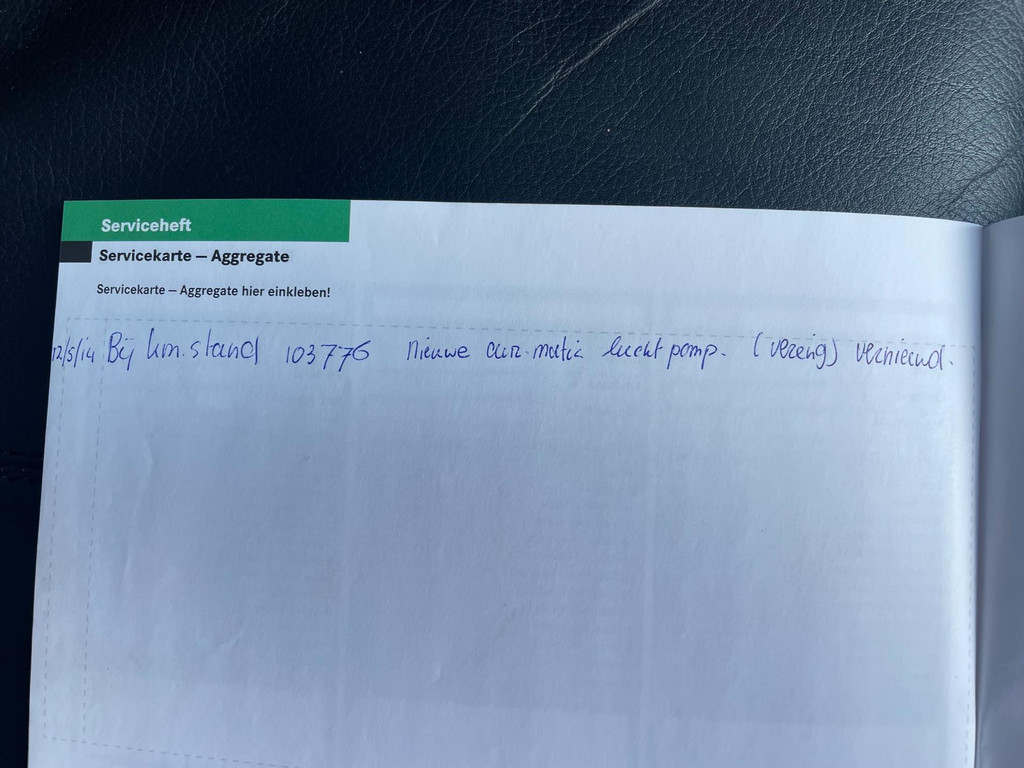 Serviceheft
Servicekarte – Aggregate
Servicekarte – Aggregate hier einkleben!
12/5/14 Bij km.stand 103776 nieuwe air.matic lucht pomp. (vering) vernieuwd.